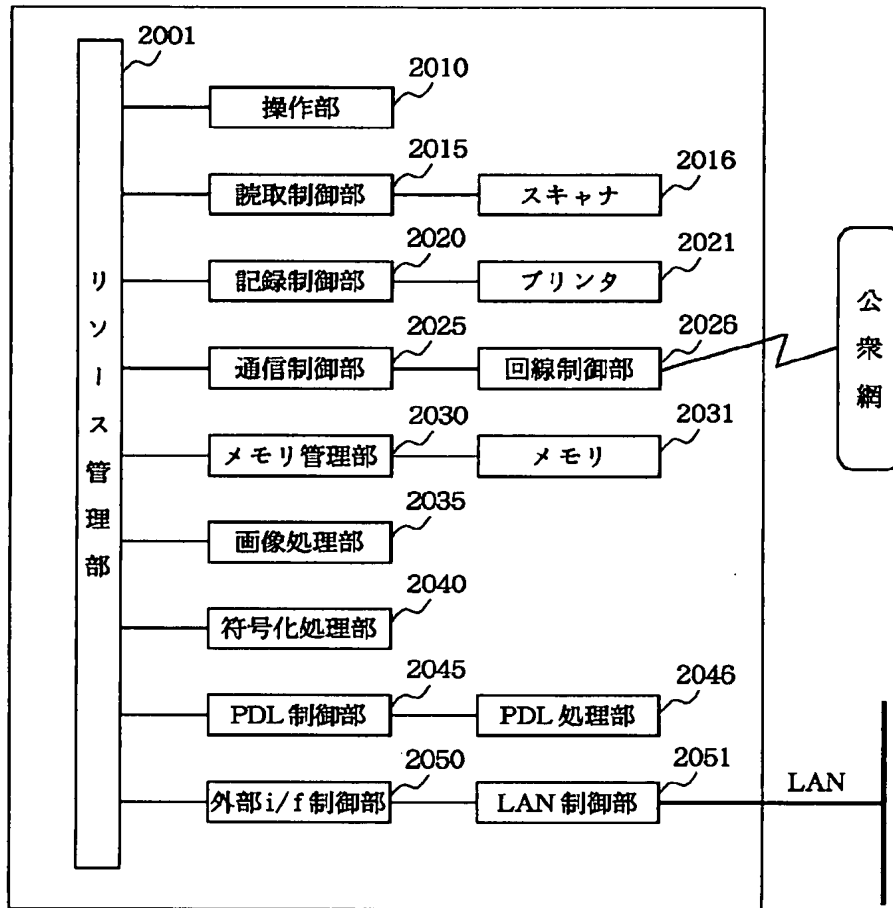 2001
リソース管理部
2010
操作部
2015
読取制御部
2016
スキャナ
2020
記録制御部
2021
プリンタ
2025
通信制御部
2026
回線制御部
公衆網
2030
メモリ管理部
2031
メモリ
2035
画像処理部
2040
符号化処理部
2045
PDL 制御部
2046
PDL 処理部
2050
外部i/f制御部
2051
LAN 制御部
LAN